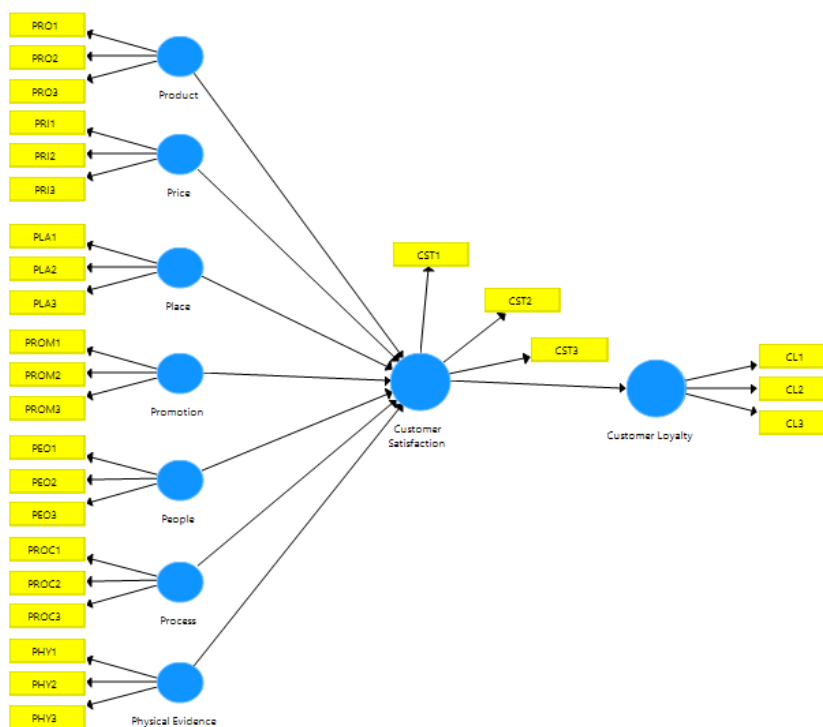 PRO1
PRO2
PRO3
Product
PRI1
PRI2
PRI3
Price
PLA1
PLA2
PLA3
Place
PROM1
PROM2
PROM3
Promotion
PEO1
PEO2
PEO3
People
PROC1
PROC2
PROC3
Process
PHY1
PHY2
PHY3
Physical Evidence
CST1
CST2
CST3
Customer
Satisfaction
CL1
CL2
CL3
Customer Loyalty